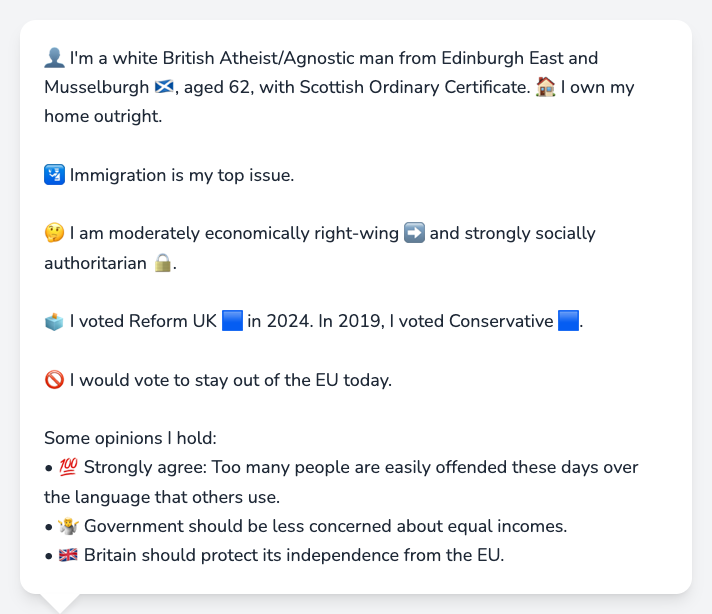 👤 I'm a white British Atheist/Agnostic man from Edinburgh East and
Musselburgh 🏴󠁧󠁢󠁳󠁣󠁴󠁿, aged 62, with Scottish Ordinary Certificate. 🏠 I own my
home outright.
🛂 Immigration is my top issue.
🤔 I am moderately economically right-wing ➡️ and strongly socially
authoritarian 🔒.
🗳️ I voted Reform UK 🟦 in 2024. In 2019, I voted Conservative 🟦.
🚫 I would vote to stay out of the EU today.
Some opinions I hold:
• 💯 Strongly agree: Too many people are easily offended these days over
the language that others use.
• 🤷 Government should be less concerned about equal incomes.
• 🇬🇧 Britain should protect its independence from the EU.